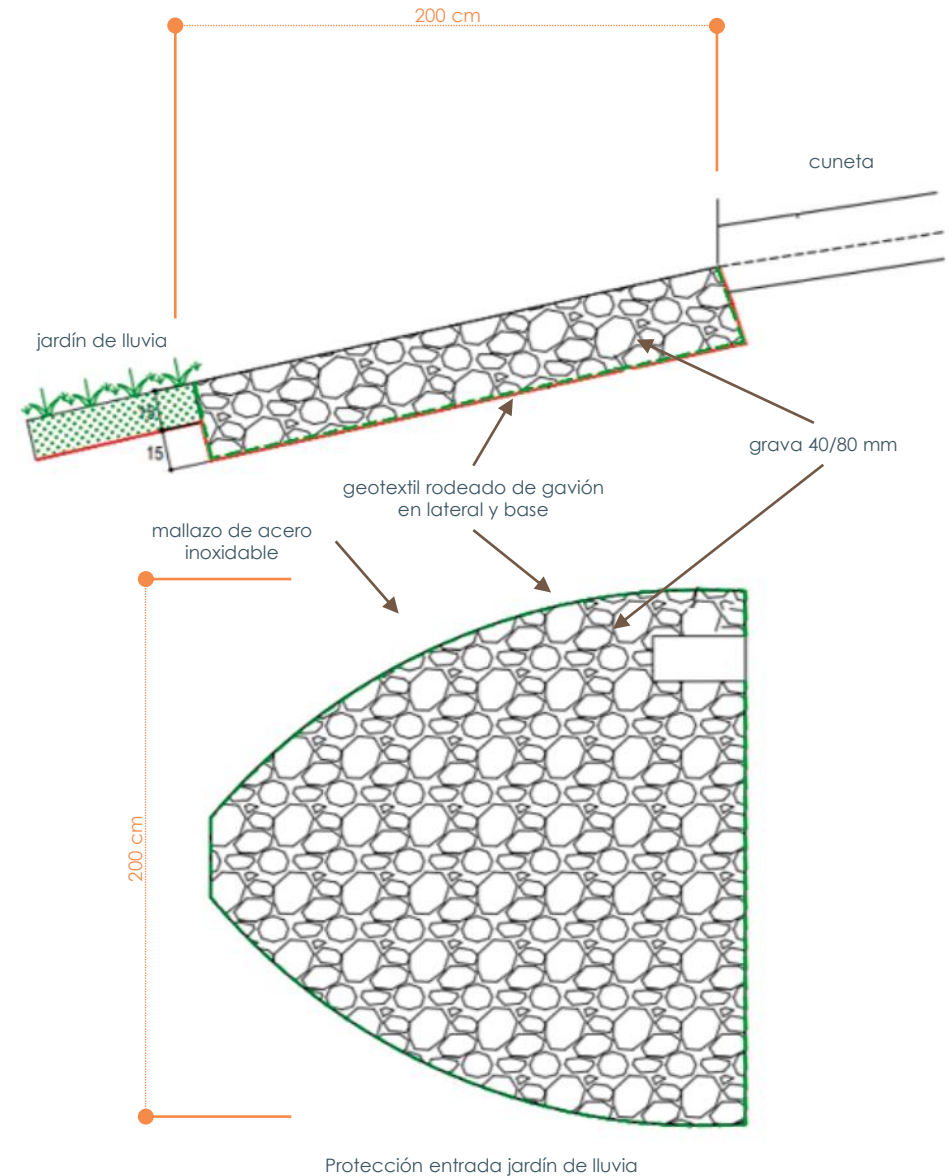 200 cm
cuneta
jardín de lluvia
15
15
grava 40/80 mm
geotextil rodeado de gavión
en lateral y base
mallazo de acero
inoxidable
200 cm
Protección entrada jardín de lluvia